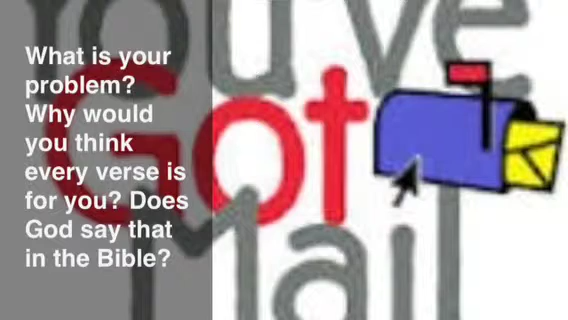 You've
Got
Mail
What is your
problem?
Why would
you think
every verse is
for you? Does
God say that
in the Bible?